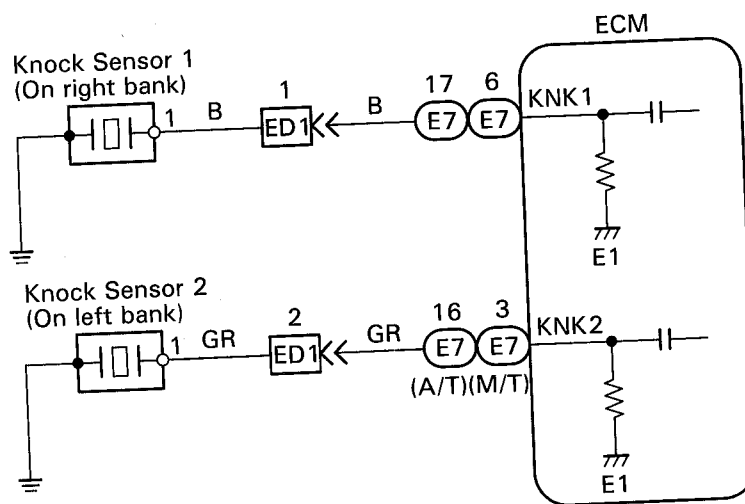 ECM
Knock Sensor 1
(On right bank)
1 B
1
ED1
B
17 6
E7 E7
KNK1
E1
Knock Sensor 2
(On left bank)
1 GR
2
ED1
GR
16 3
E7 E7
(A/T)(M/T)
KNK2
E1